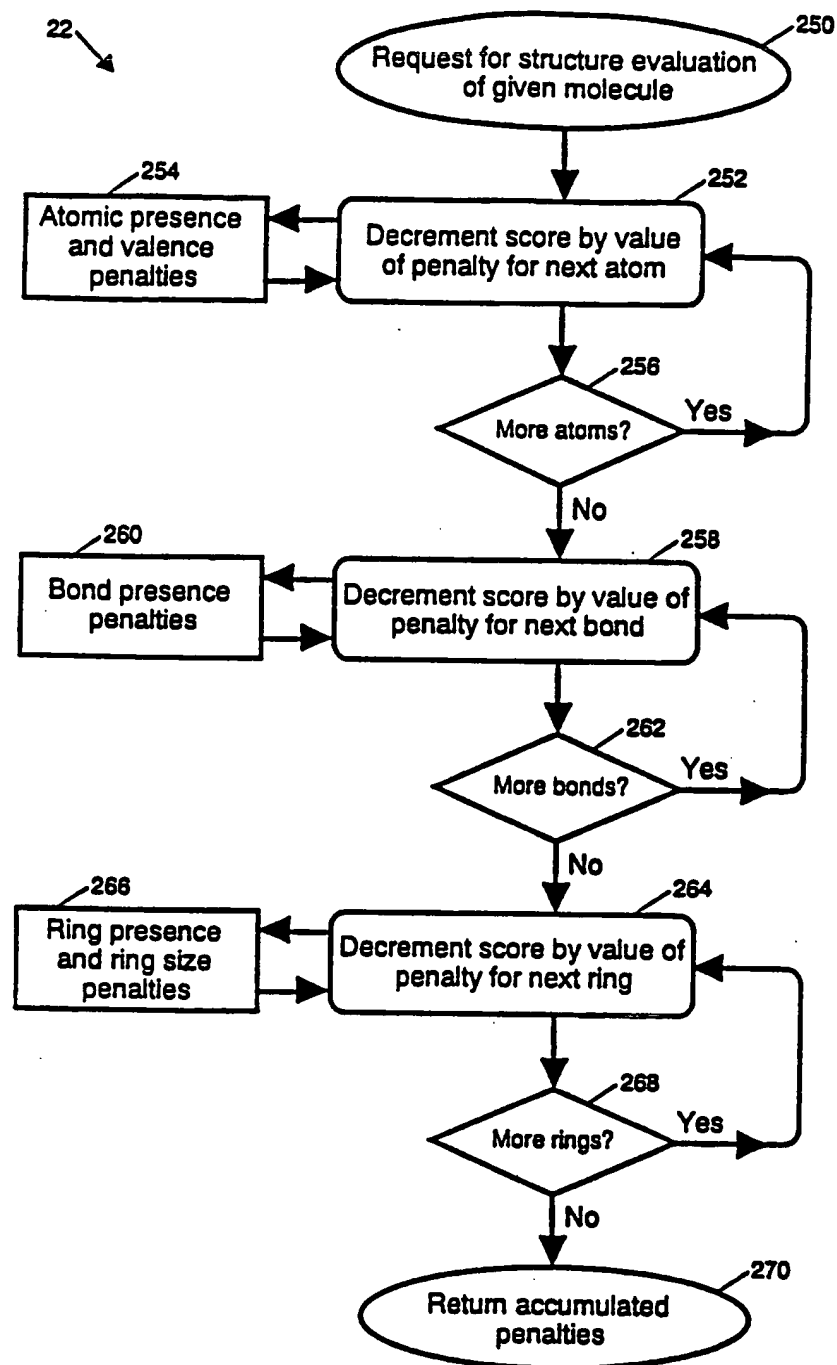 22
250
Request for structure evaluation
of given molecule
254
252
Atomic presence
and valence
penalties
Decrement score by value
of penalty for next atom
256
More atoms?
Yes
No
260
258
Bond presence
penalties
Decrement score by value of
penalty for next bond
262
More bonds?
Yes
No
266
264
Ring presence
and ring size
penalties
Decrement score by value of
penalty for next ring
268
More rings?
Yes
No
270
Return accumulated
penalties